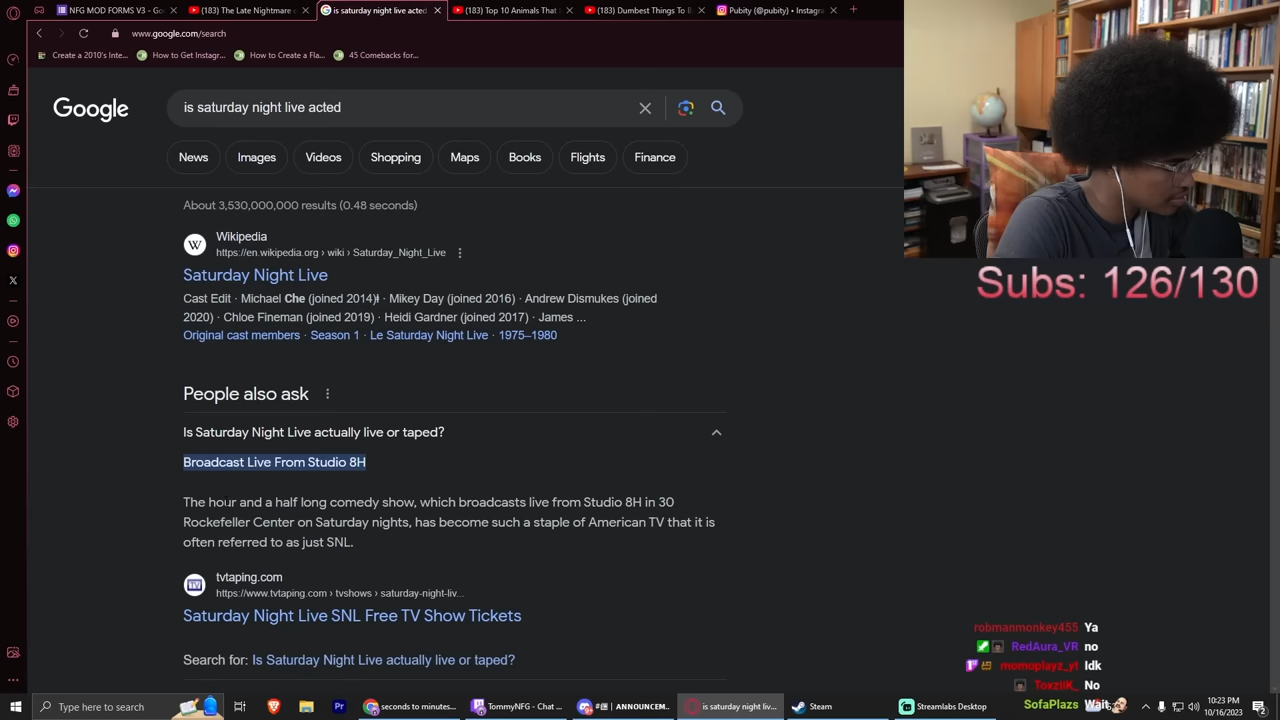 NFG MOD FORMS V3 - Go
(183) The Late Nightmare
is saturday night live acted
(183) Top 10 Animals That
(183) Dumbest Things To B
Pubity (@pubity) • Instagra
www.google.com/search
Create a 2010's Inte...
How to Get Instagr...
How to Create a Fla...
45 Comebacks for...
Google
is saturday night live acted
News
Images
Videos
Shopping
Maps
Books
Flights
Finance
About 3,530,000,000 results (0.48 seconds)
Wikipedia
https://en.wikipedia.org › wiki › Saturday_Night_Live
Saturday Night Live
Cast Edit · Michael Che (joined 2014) · Mikey Day (joined 2016) · Andrew Dismukes (joined
2020) · Chloe Fineman (joined 2019) · Heidi Gardner (joined 2017) · James ...
Original cast members · Season 1 · Le Saturday Night Live · 1975–1980
People also ask
Is Saturday Night Live actually live or taped?
Broadcast Live From Studio 8H
The hour and a half long comedy show, which broadcasts live from Studio 8H in 30
Rockefeller Center on Saturday nights, has become such a staple of American TV that it is
often referred to as just SNL.
tvtaping.com
https://www.tvtaping.com › tvshows › saturday-night-liv...
Saturday Night Live SNL Free TV Show Tickets
Search for: Is Saturday Night Live actually live or taped?
Subs: 126/130
robmanmonkey455 Ya
RedAura_VR no
momoplayz_yt Idk
ToxziiK_ No
SofaPlazs Wait
Type here to search
seconds to minutes...
TommyNFG - Chat ...
is saturday night liv...
Steam
Streamlabs Desktop
10:23 PM
10/16/2023